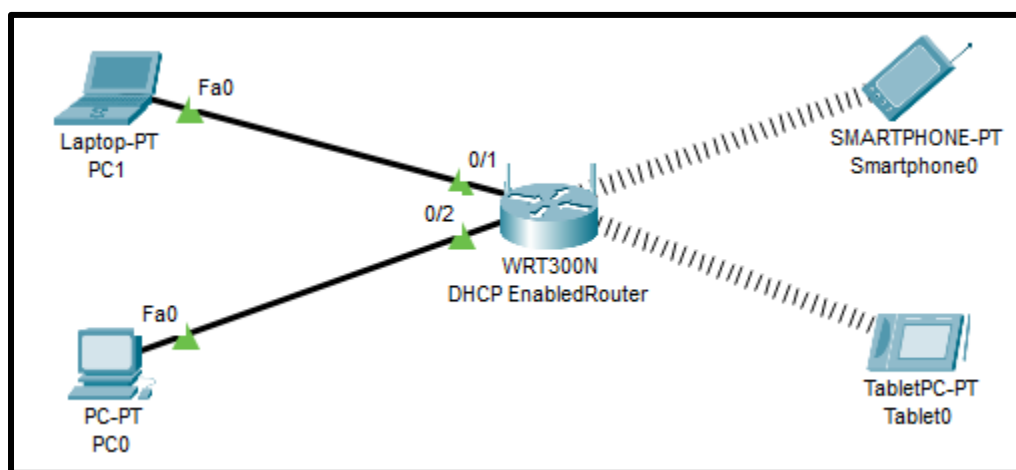 Fa0
Laptop-PT
PC1
0/1
0/2
Fa0
PC-PT
PC0
WRT300N
DHCP EnabledRouter
SMARTPHONE-PT
Smartphone0
TabletPC-PT
Tablet0